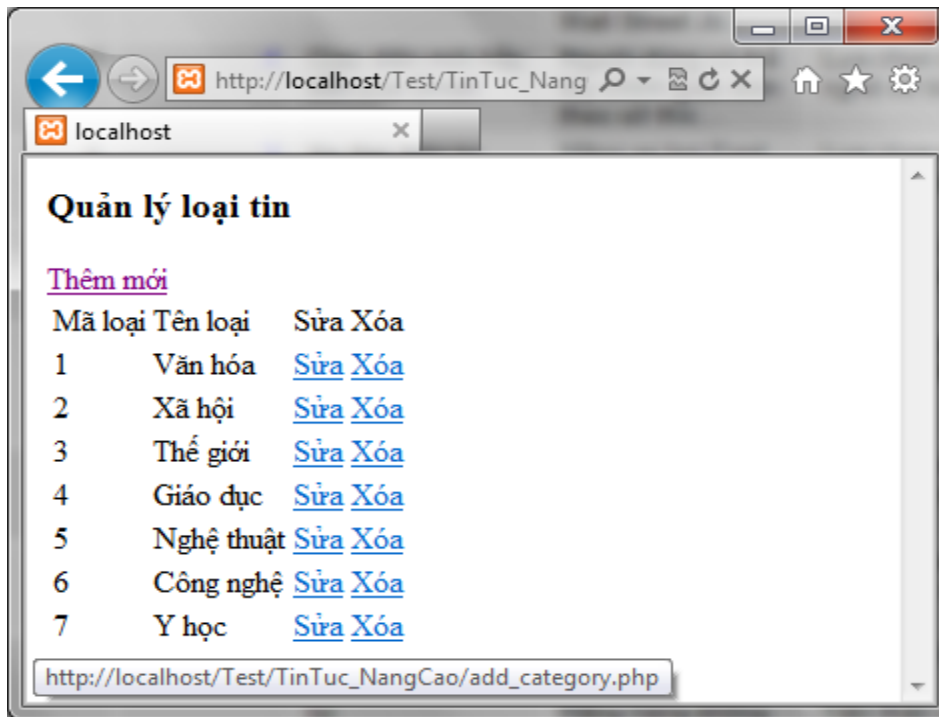 http://localhost/Test/TinTuc_Nang
localhost
Quản lý loại tin
Thêm mới
Mã loại Tên loại Sửa Xóa
1 Văn hóa Sửa Xóa
2 Xã hội Sửa Xóa
3 Thế giới Sửa Xóa
4 Giáo dục Sửa Xóa
5 Nghệ thuật Sửa Xóa
6 Công nghệ Sửa Xóa
7 Y học Sửa Xóa
http://localhost/Test/TinTuc_NangCao/add_category.php